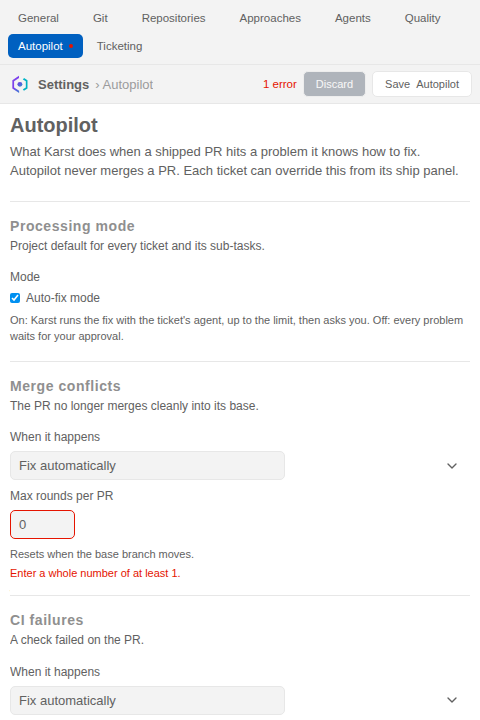 General
Git
Repositories
Approaches
Agents
Quality
Autopilot
Ticketing
Settings › Autopilot
1 error
Discard
Save Autopilot
Autopilot
What Karst does when a shipped PR hits a problem it knows how to fix.
Autopilot never merges a PR. Each ticket can override this from its ship panel.
Processing mode
Project default for every ticket and its sub-tasks.
Mode
Auto-fix mode
On: Karst runs the fix with the ticket's agent, up to the limit, then asks you. Off: every problem
waits for your approval.
Merge conflicts
The PR no longer merges cleanly into its base.
When it happens
Fix automatically
Max rounds per PR
0
Resets when the base branch moves.
Enter a whole number of at least 1.
CI failures
A check failed on the PR.
When it happens
Fix automatically